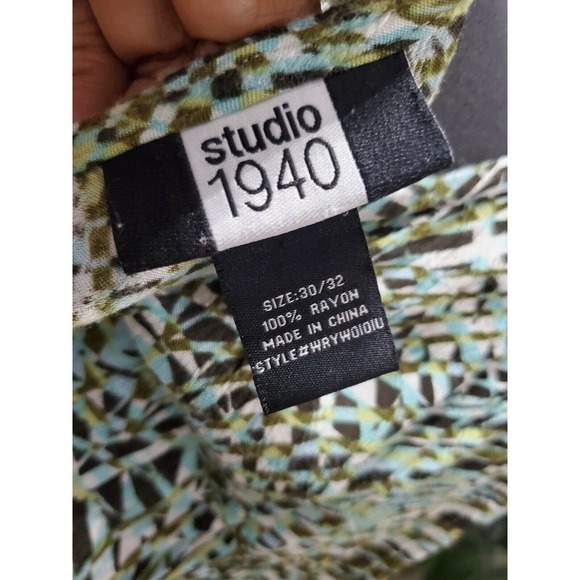 studio
1940
SIZE:30/32
100% RAYON
MADE IN CHINA
STYLE#WRYWOIOIU